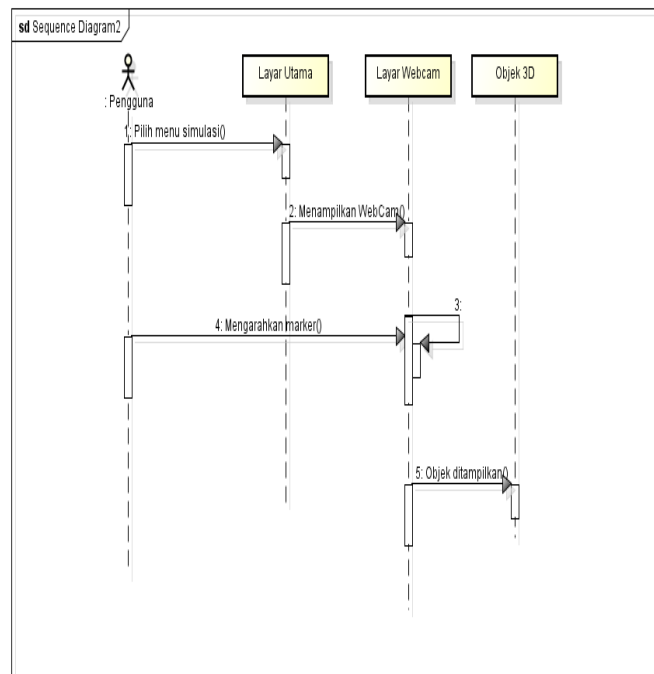 sd Sequence Diagram2
: Pengguna
Layar Utama
Layar Webcam
Objek 3D
1: Pilih menu simulasi()
2: Menampilkan WebCam()
3:
4: Mengarahkan marker()
5: Objek ditampilkan()